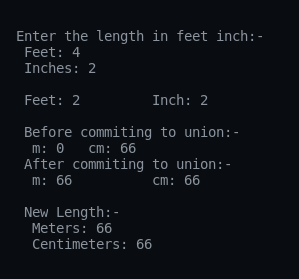 Enter the length in feet inch:-
Feet: 4
Inches: 2
Feet: 2 Inch: 2
Before commiting to union:-
m: 0 cm: 66
After commiting to union:-
m: 66 cm: 66
New Length:-
Meters: 66
Centimeters: 66